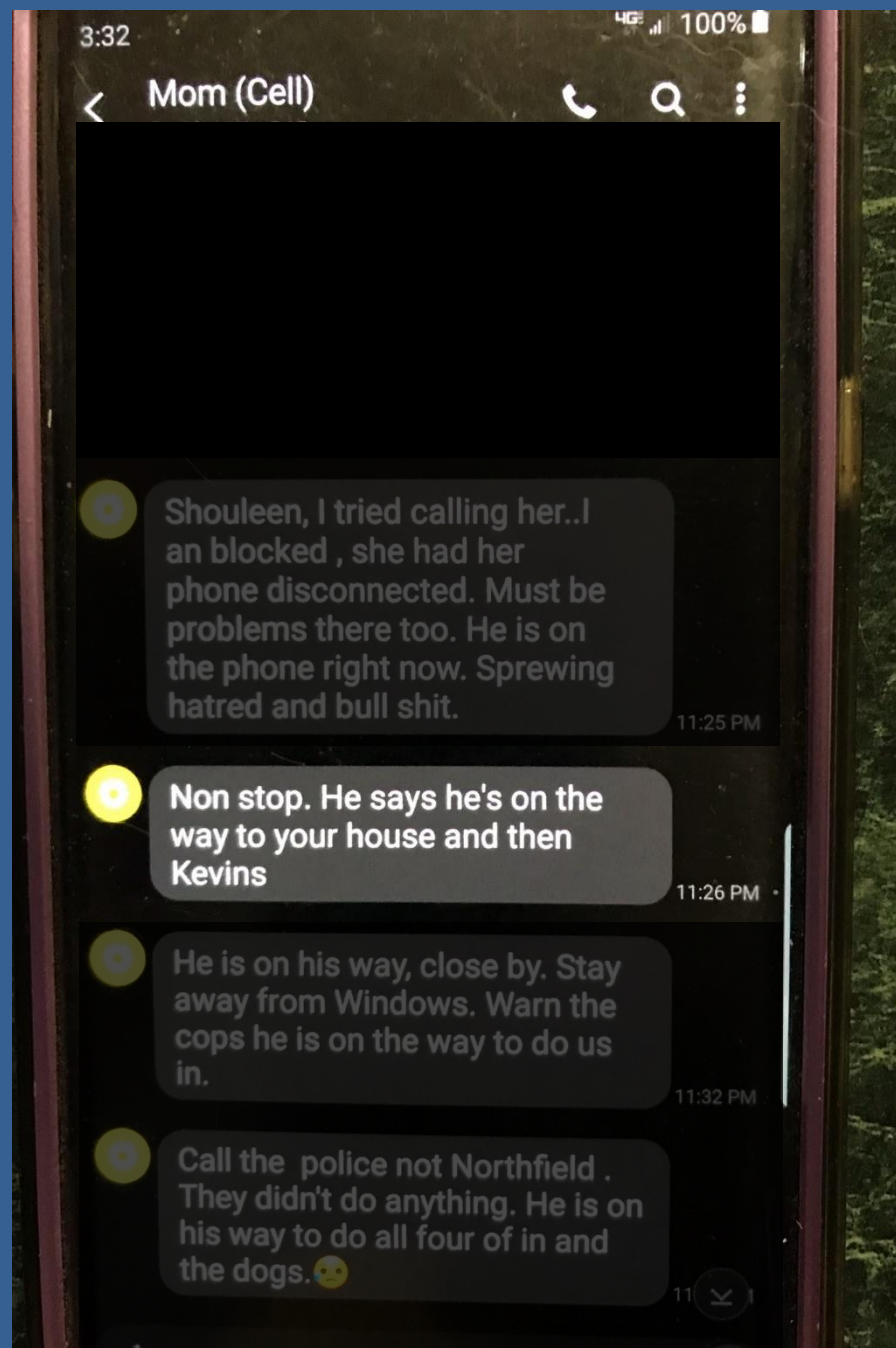 3:32
4GE 100%
Mom (Cell)
Shouleen, I tried calling her..I
an blocked , she had her
phone disconnected. Must be
problems there too. He is on
the phone right now. Sprewing
hatred and bull shit.
11:25 PM
Non stop. He says he's on the
way to your house and then
Kevins
11:26 PM
He is on his way, close by. Stay
away from Windows. Warn the
cops he is on the way to do us
in.
11:32 PM
Call the police not Northfield .
They didn't do anything. He is on
his way to do all four of in and
the dogs.😥
11